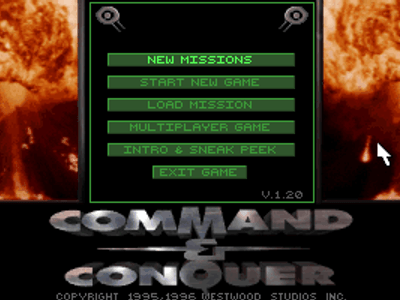 NEW MISSIONS
START NEW GAME
LOAD MISSION
MULTIPLAYER GAME
INTRO & SNEAK PEEK
EXIT GAME
V.1.20
COMMAND
&
CONQUER
COPYRIGHT 1995,1996 WESTWOOD STUDIOS INC.